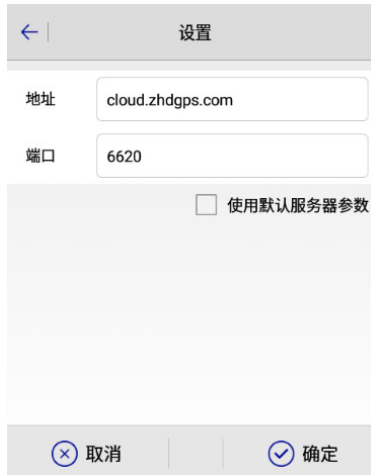 设置
地址 cloud.zhdgps.com
端口 6620
使用默认服务器参数
取消 确定